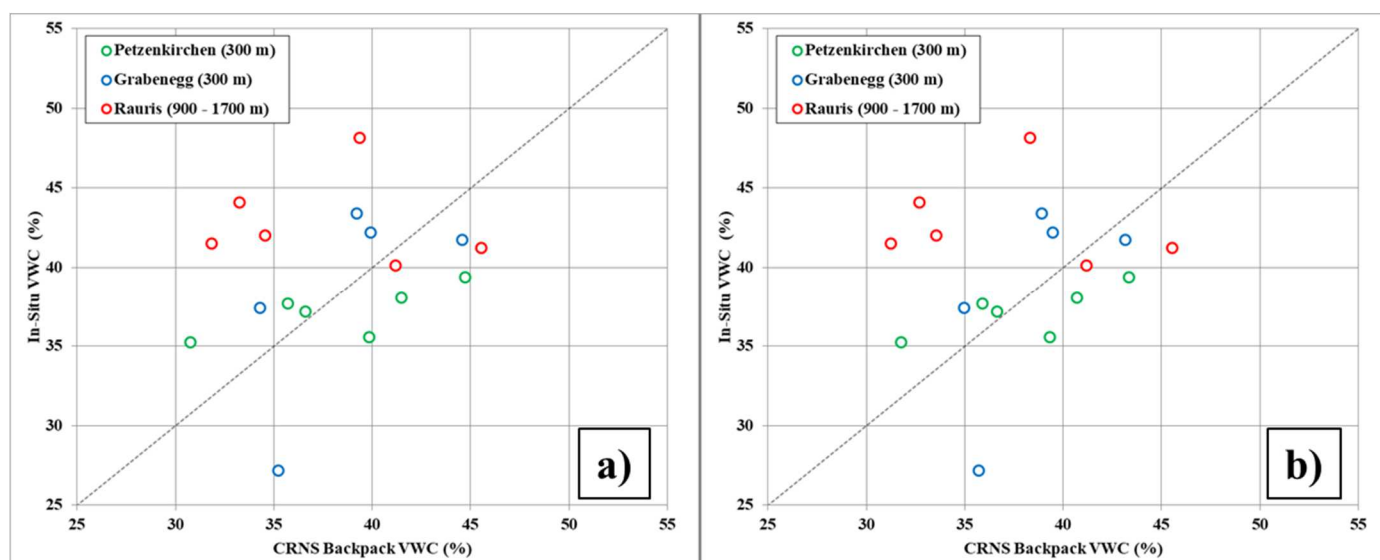 55
50
45
40
35
30
25
In-Situ VWC (%)
Petzenkirchen (300 m)
Grabenegg (300 m)
Rauris (900 - 1700 m)
a)
25 30 35 40 45 50 55
CRNS Backpack VWC (%)
55
50
45
40
35
30
25
In-Situ VWC (%)
Petzenkirchen (300 m)
Grabenegg (300 m)
Rauris (900 - 1700 m)
b)
25 30 35 40 45 50 55
CRNS Backpack VWC (%)